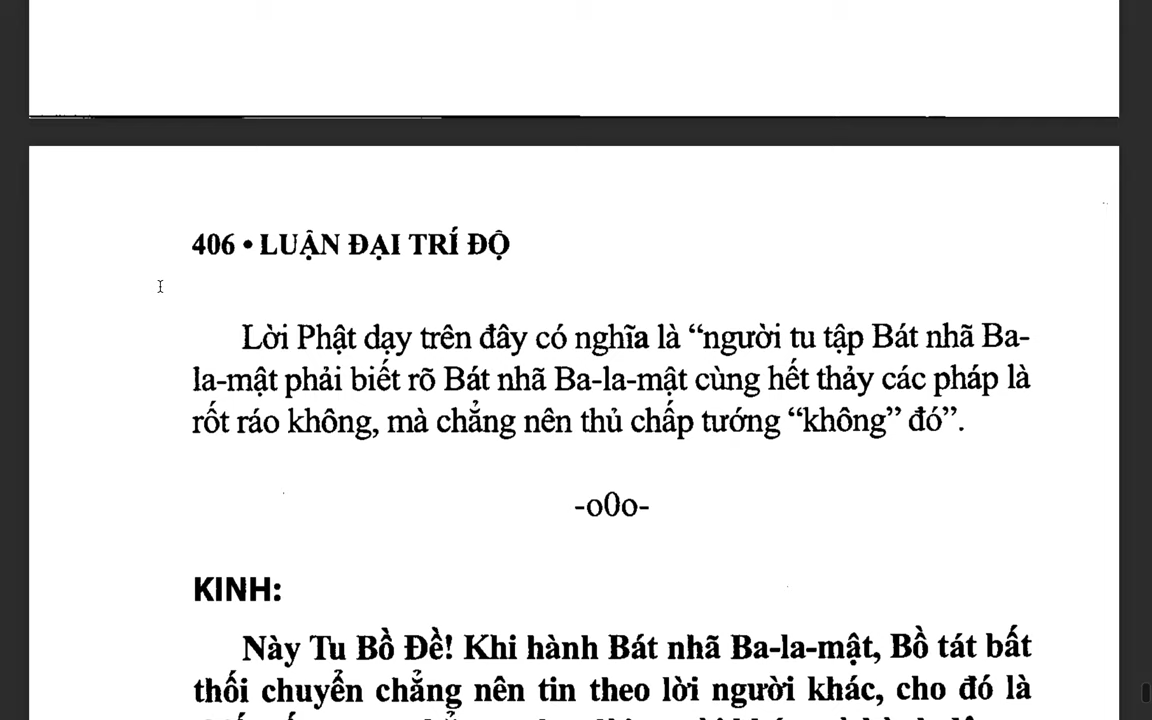 406 • LUẬN ĐẠI TRÍ ĐỘ
Lời Phật dạy trên đây có nghĩa là “người tu tập Bát nhã Ba-
la-mật phải biết rõ Bát nhã Ba-la-mật cùng hết thảy các pháp là
rốt ráo không, mà chẳng nên thủ chấp tướng “không” đó”.
-o0o-
KINH:
Này Tu Bồ Đề! Khi hành Bát nhã Ba-la-mật, Bồ tát bất
thối chuyển chẳng nên tin theo lời người khác, cho đó là